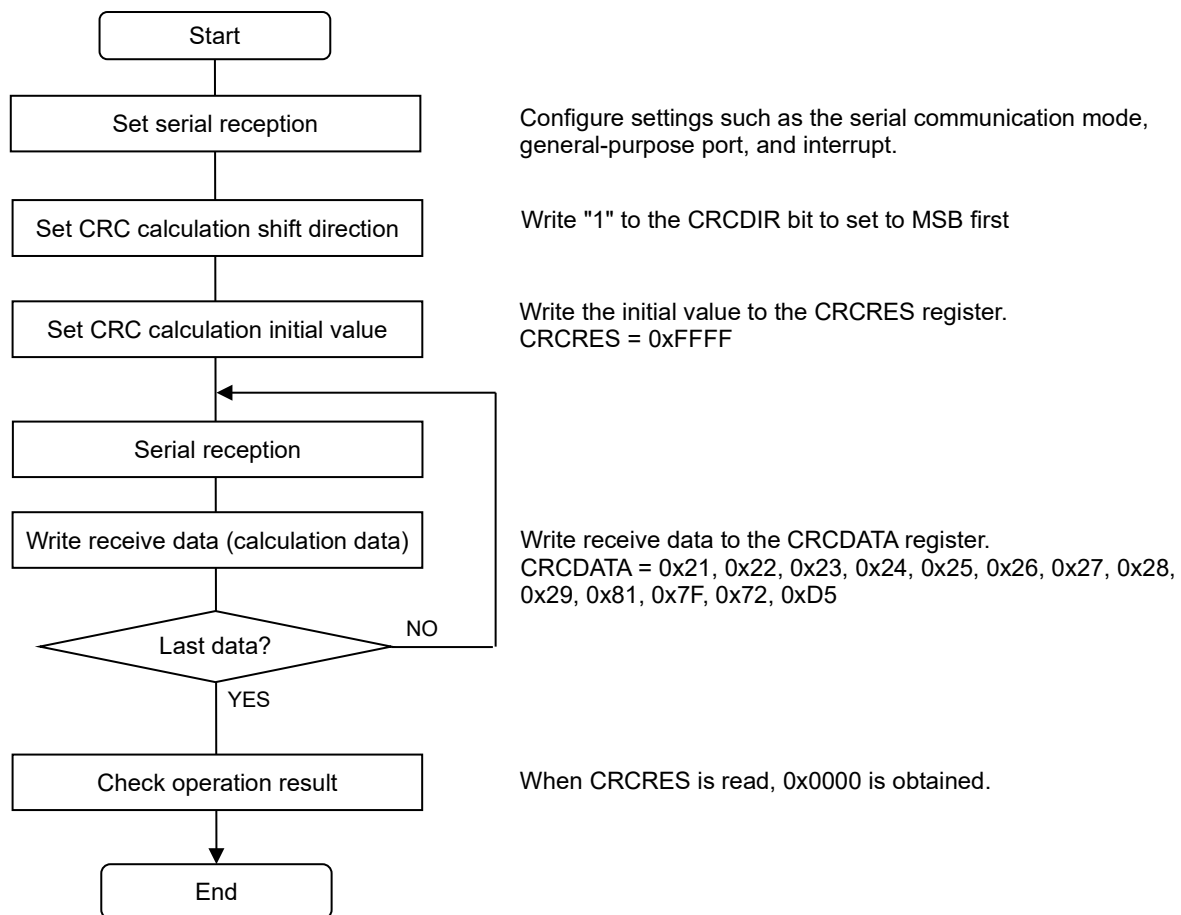 Start
Set serial reception
Configure settings such as the serial communication mode,
general-purpose port, and interrupt.
Set CRC calculation shift direction
Write "1" to the CRCDIR bit to set to MSB first
Set CRC calculation initial value
Write the initial value to the CRCRES register.
CRCRES = 0xFFFF
Serial reception
Write receive data (calculation data)
Write receive data to the CRCDATA register.
CRCDATA = 0x21, 0x22, 0x23, 0x24, 0x25, 0x26, 0x27, 0x28,
0x29, 0x81, 0x7F, 0x72, 0xD5
Last data?
NO
YES
Check operation result
When CRCRES is read, 0x0000 is obtained.
End